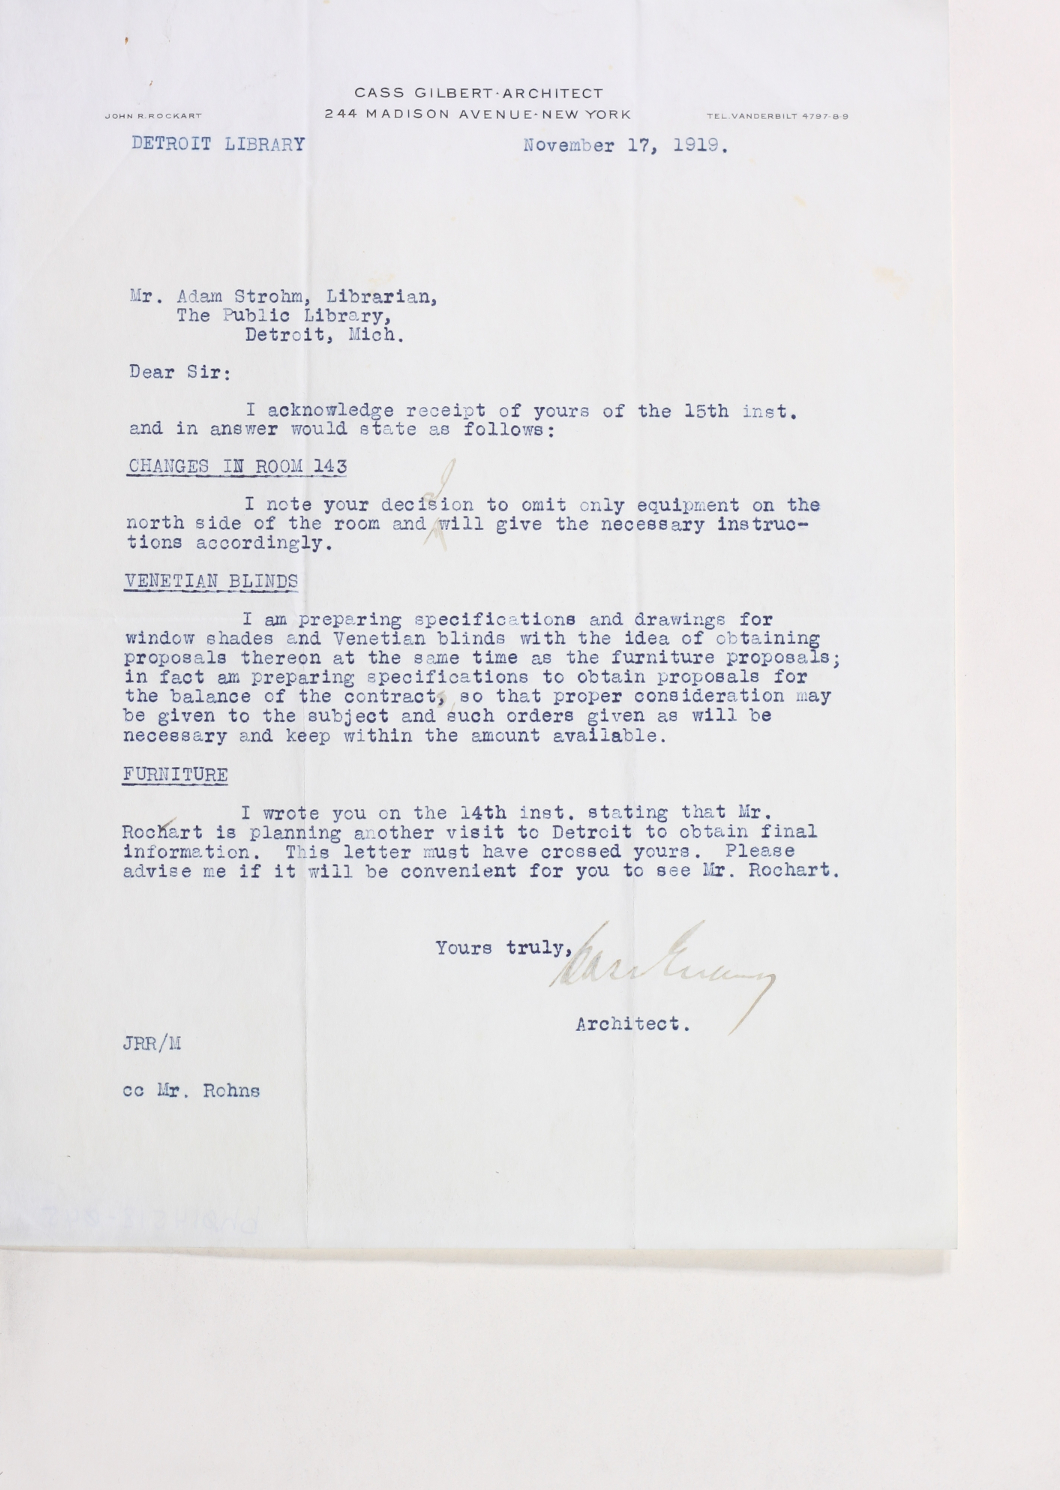 CASS GILBERT·ARCHITECT
JOHN R. ROCKART 244 MADISON AVENUE·NEW YORK TEL. VANDERBILT 4797-8-9
DETROIT LIBRARY November 17, 1919.
Mr. Adam Strohm, Librarian,
The Public Library,
Detroit, Mich.
Dear Sir:
I acknowledge receipt of yours of the 15th inst.
and in answer would state as follows:
CHANGES IN ROOM 143
I note your decision to omit only equipment on the
north side of the room and I will give the necessary instruc-
tions accordingly.
VENETIAN BLINDS
I am preparing specifications and drawings for
window shades and Venetian blinds with the idea of obtaining
proposals thereon at the same time as the furniture proposals;
in fact am preparing specifications to obtain proposals for
the balance of the contract, so that proper consideration may
be given to the subject and such orders given as will be
necessary and keep within the amount available.
FURNITURE
I wrote you on the 14th inst. stating that Mr.
Rockart is planning another visit to Detroit to obtain final
information. This letter must have crossed yours. Please
advise me if it will be convenient for you to see Mr. Rochart.
Yours truly,
Cass Gilbert
Architect.
JRR/M
cc Mr. Rohns